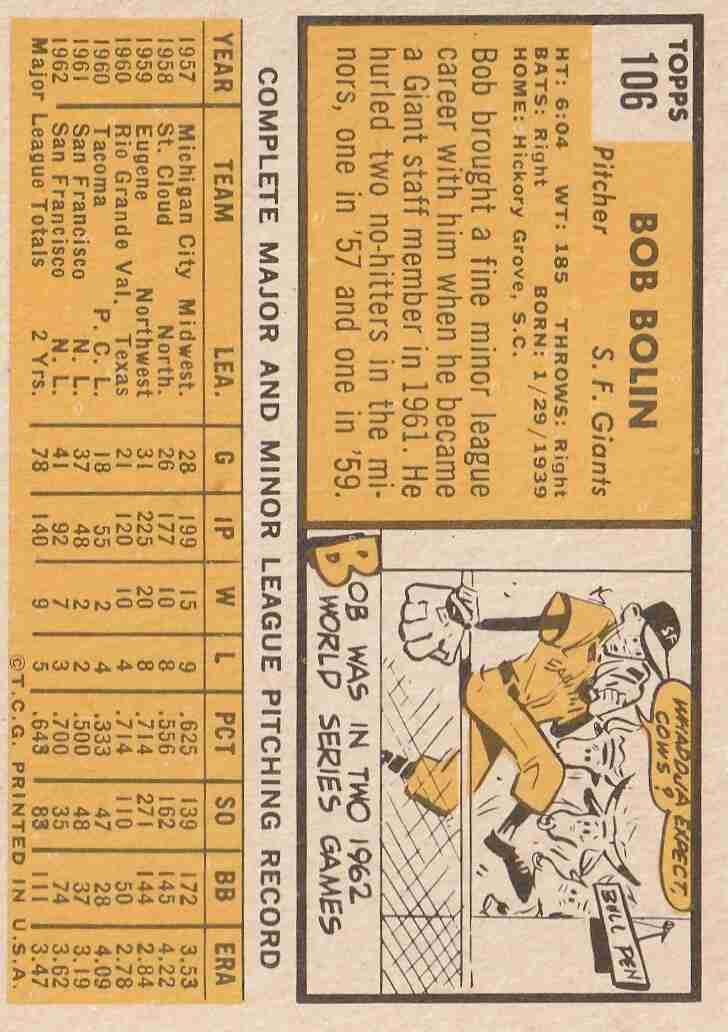 TOPPS
106
BOB BOLIN
Pitcher S. F. Giants
HT: 6:04 WT: 185 THROWS: Right
BATS: Right BORN: 1/29/1939
HOME: Hickory Grove, S.C.
Bob brought a fine minor league
career with him when he became
a Giant staff member in 1961. He
hurled two no-hitters in the mi-
nors, one in '57 and one in '59.
WHADDUA EXPECT,
COWS?
BULL PEN
SF
BOB WAS IN TWO 1962
WORLD SERIES GAMES
COMPLETE MAJOR AND MINOR LEAGUE PITCHING RECORD
YEAR TEAM LEA. G IP W L PCT SO BB ERA
1957 Michigan City Midwest. 28 199 15 9 .625 139 172 3.53
1958 St. Cloud North. 26 177 10 8 .556 162 145 4.22
1959 Eugene Northwest 31 225 20 8 .714 271 144 2.84
1960 Rio Grande Val. Texas 21 120 10 4 .714 110 50 2.78
1960 Tacoma P. C. L. 18 55 2 4 .333 47 28 4.09
1961 San Francisco N. L. 37 48 2 2 .500 48 37 3.19
1962 San Francisco N. L. 41 92 7 3 .700 35 74 3.62
Major League Totals 2 Yrs. 78 140 9 5 .643 83 111 3.47
©T.C.G. PRINTED IN U.S.A.